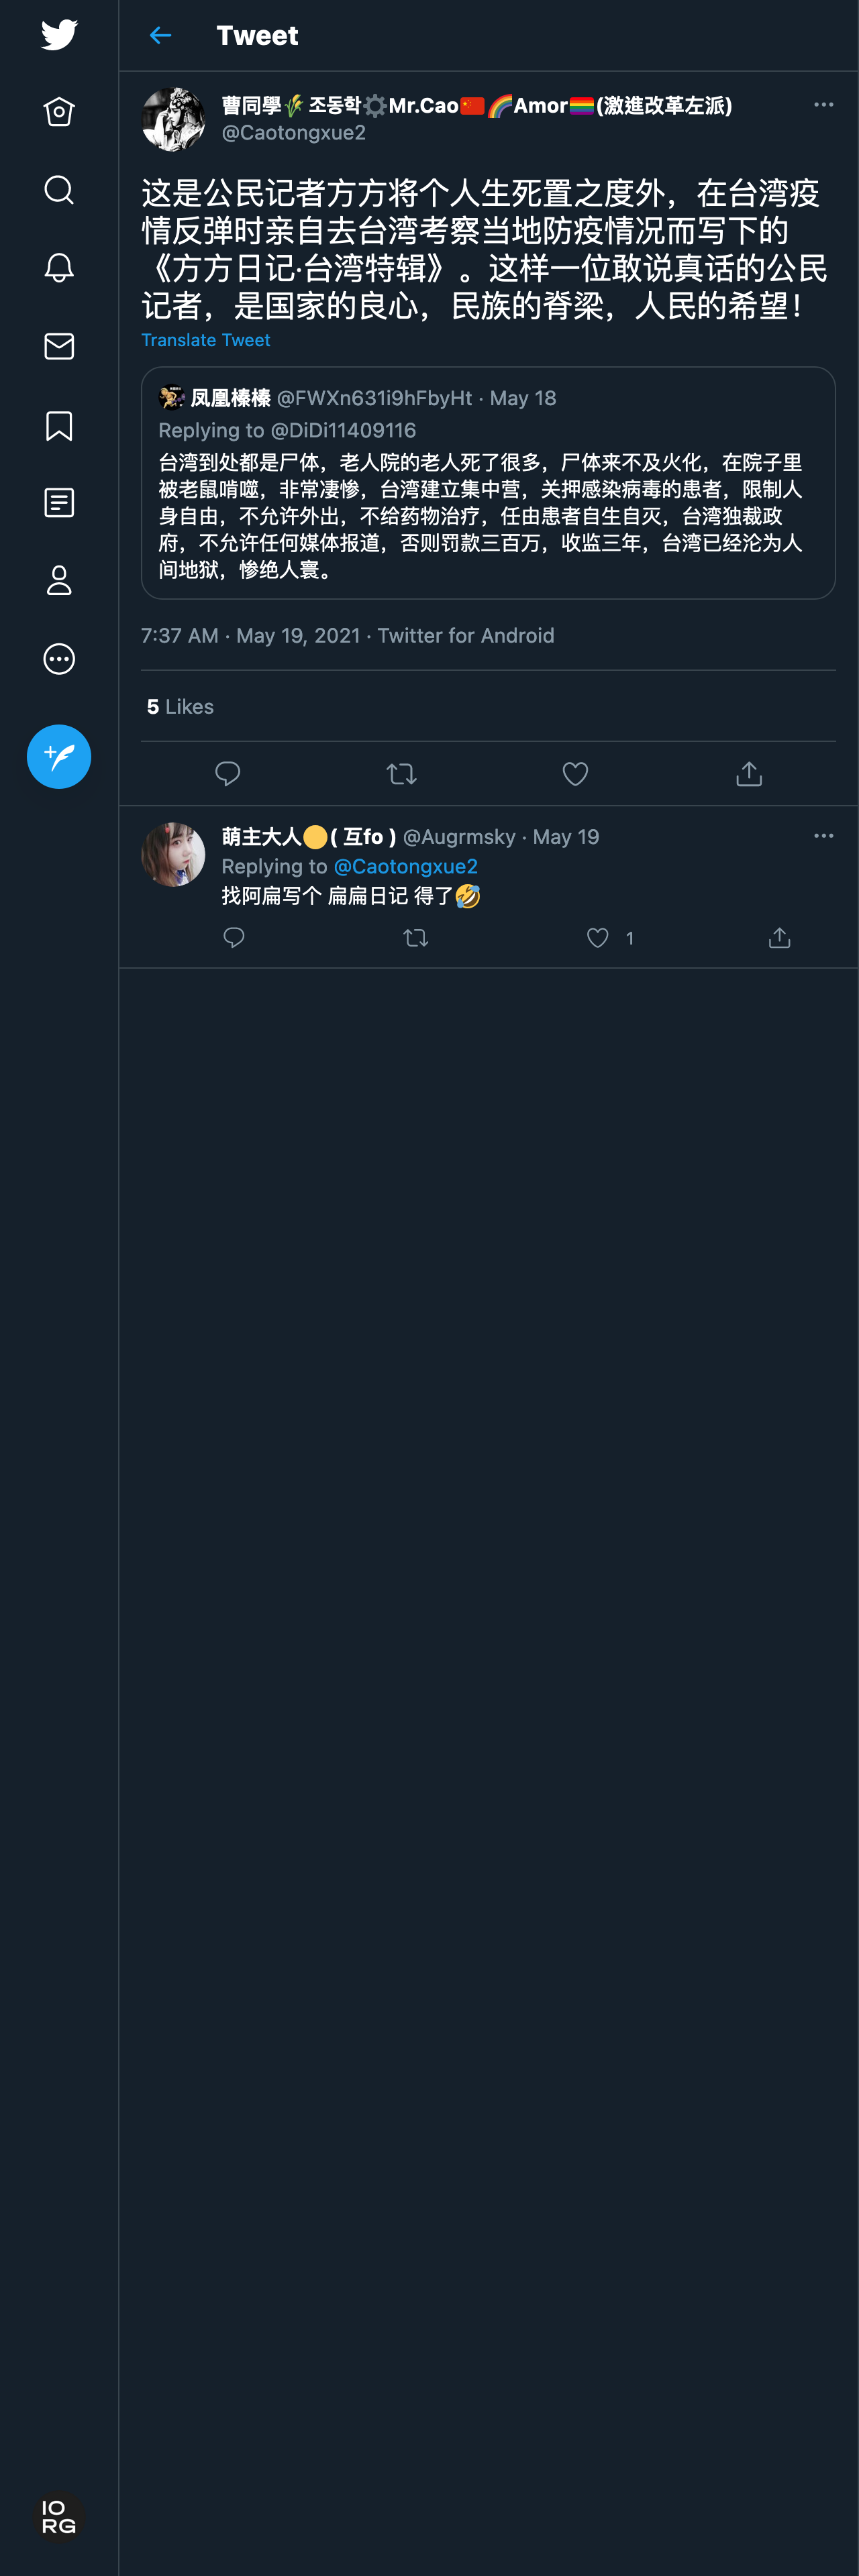 Tweet
曹同學🌾조동학⚙️Mr.Cao🇨🇳🌈Amor🏳️‍🌈(激進改革左派)
@Caotongxue2
这是公民记者方方将个人生死置之度外，在台湾疫
情反弹时亲自去台湾考察当地防疫情况而写下的
《方方日记·台湾特辑》。这样一位敢说真话的公民
记者，是国家的良心，民族的脊梁，人民的希望！
Translate Tweet
凤凰榛榛 @FWXn631i9hFbyHt · May 18
Replying to @DiDi11409116
台湾到处都是尸体，老人院的老人死了很多，尸体来不及火化，在院子里
被老鼠啃噬，非常凄惨，台湾建立集中营，关押感染病毒的患者，限制人
身自由，不允许外出，不给药物治疗，任由患者自生自灭，台湾独裁政
府，不允许任何媒体报道，否则罚款三百万，收监三年，台湾已经沦为人
间地狱，惨绝人寰。
7:37 AM · May 19, 2021 · Twitter for Android
5 Likes
萌主大人🟡( 互fo ) @Augrmsky · May 19
Replying to @Caotongxue2
找阿扁写个 扁扁日记 得了🤣
1
IO
RG